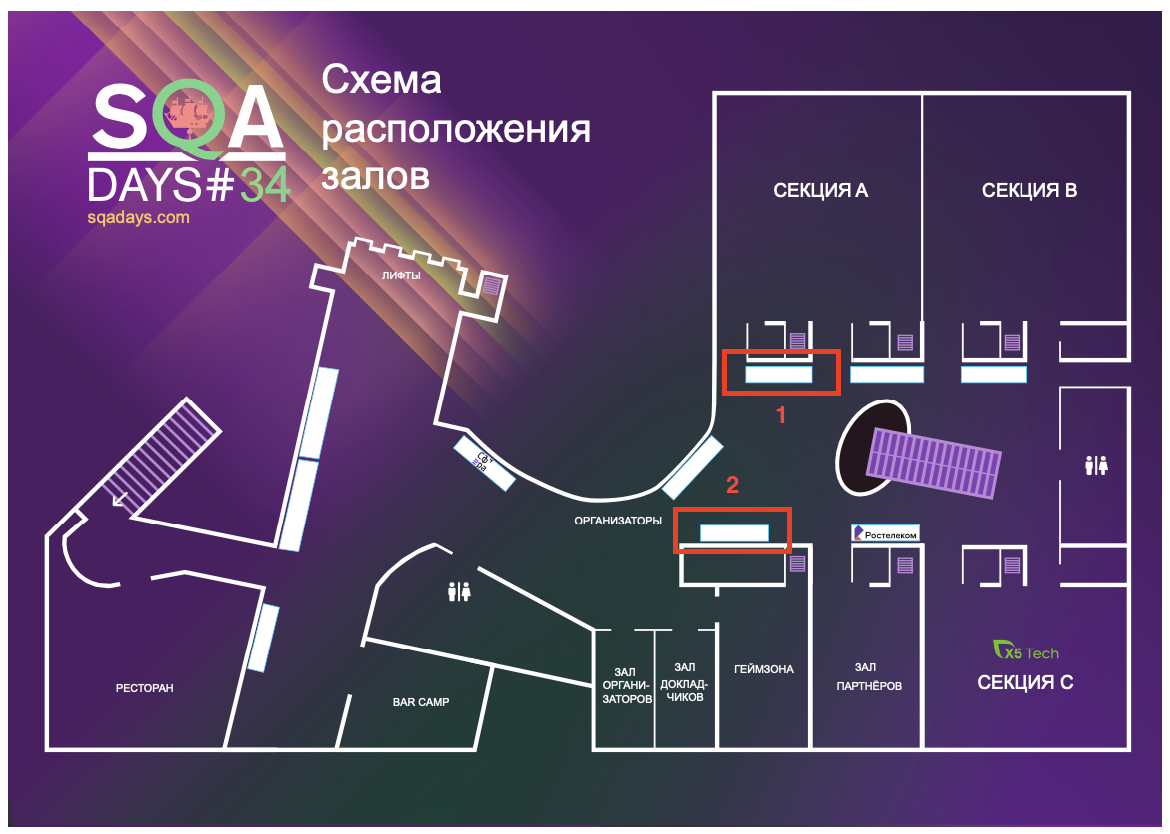 SQA
DAYS#34
sqadays.com
Схема
расположения
залов
СЕКЦИЯ А
СЕКЦИЯ В
ЛИФТЫ
1
Сфера
2
ОРГАНИЗАТОРЫ
Ростелеком
РЕСТОРАН
BAR CAMP
ЗАЛ
ОРГАНИ-
ЗАТОРОВ
ЗАЛ
ДОКЛАД-
ЧИКОВ
ГЕЙМЗОНА
ЗАЛ
ПАРТНЁРОВ
X5 Tech
СЕКЦИЯ С